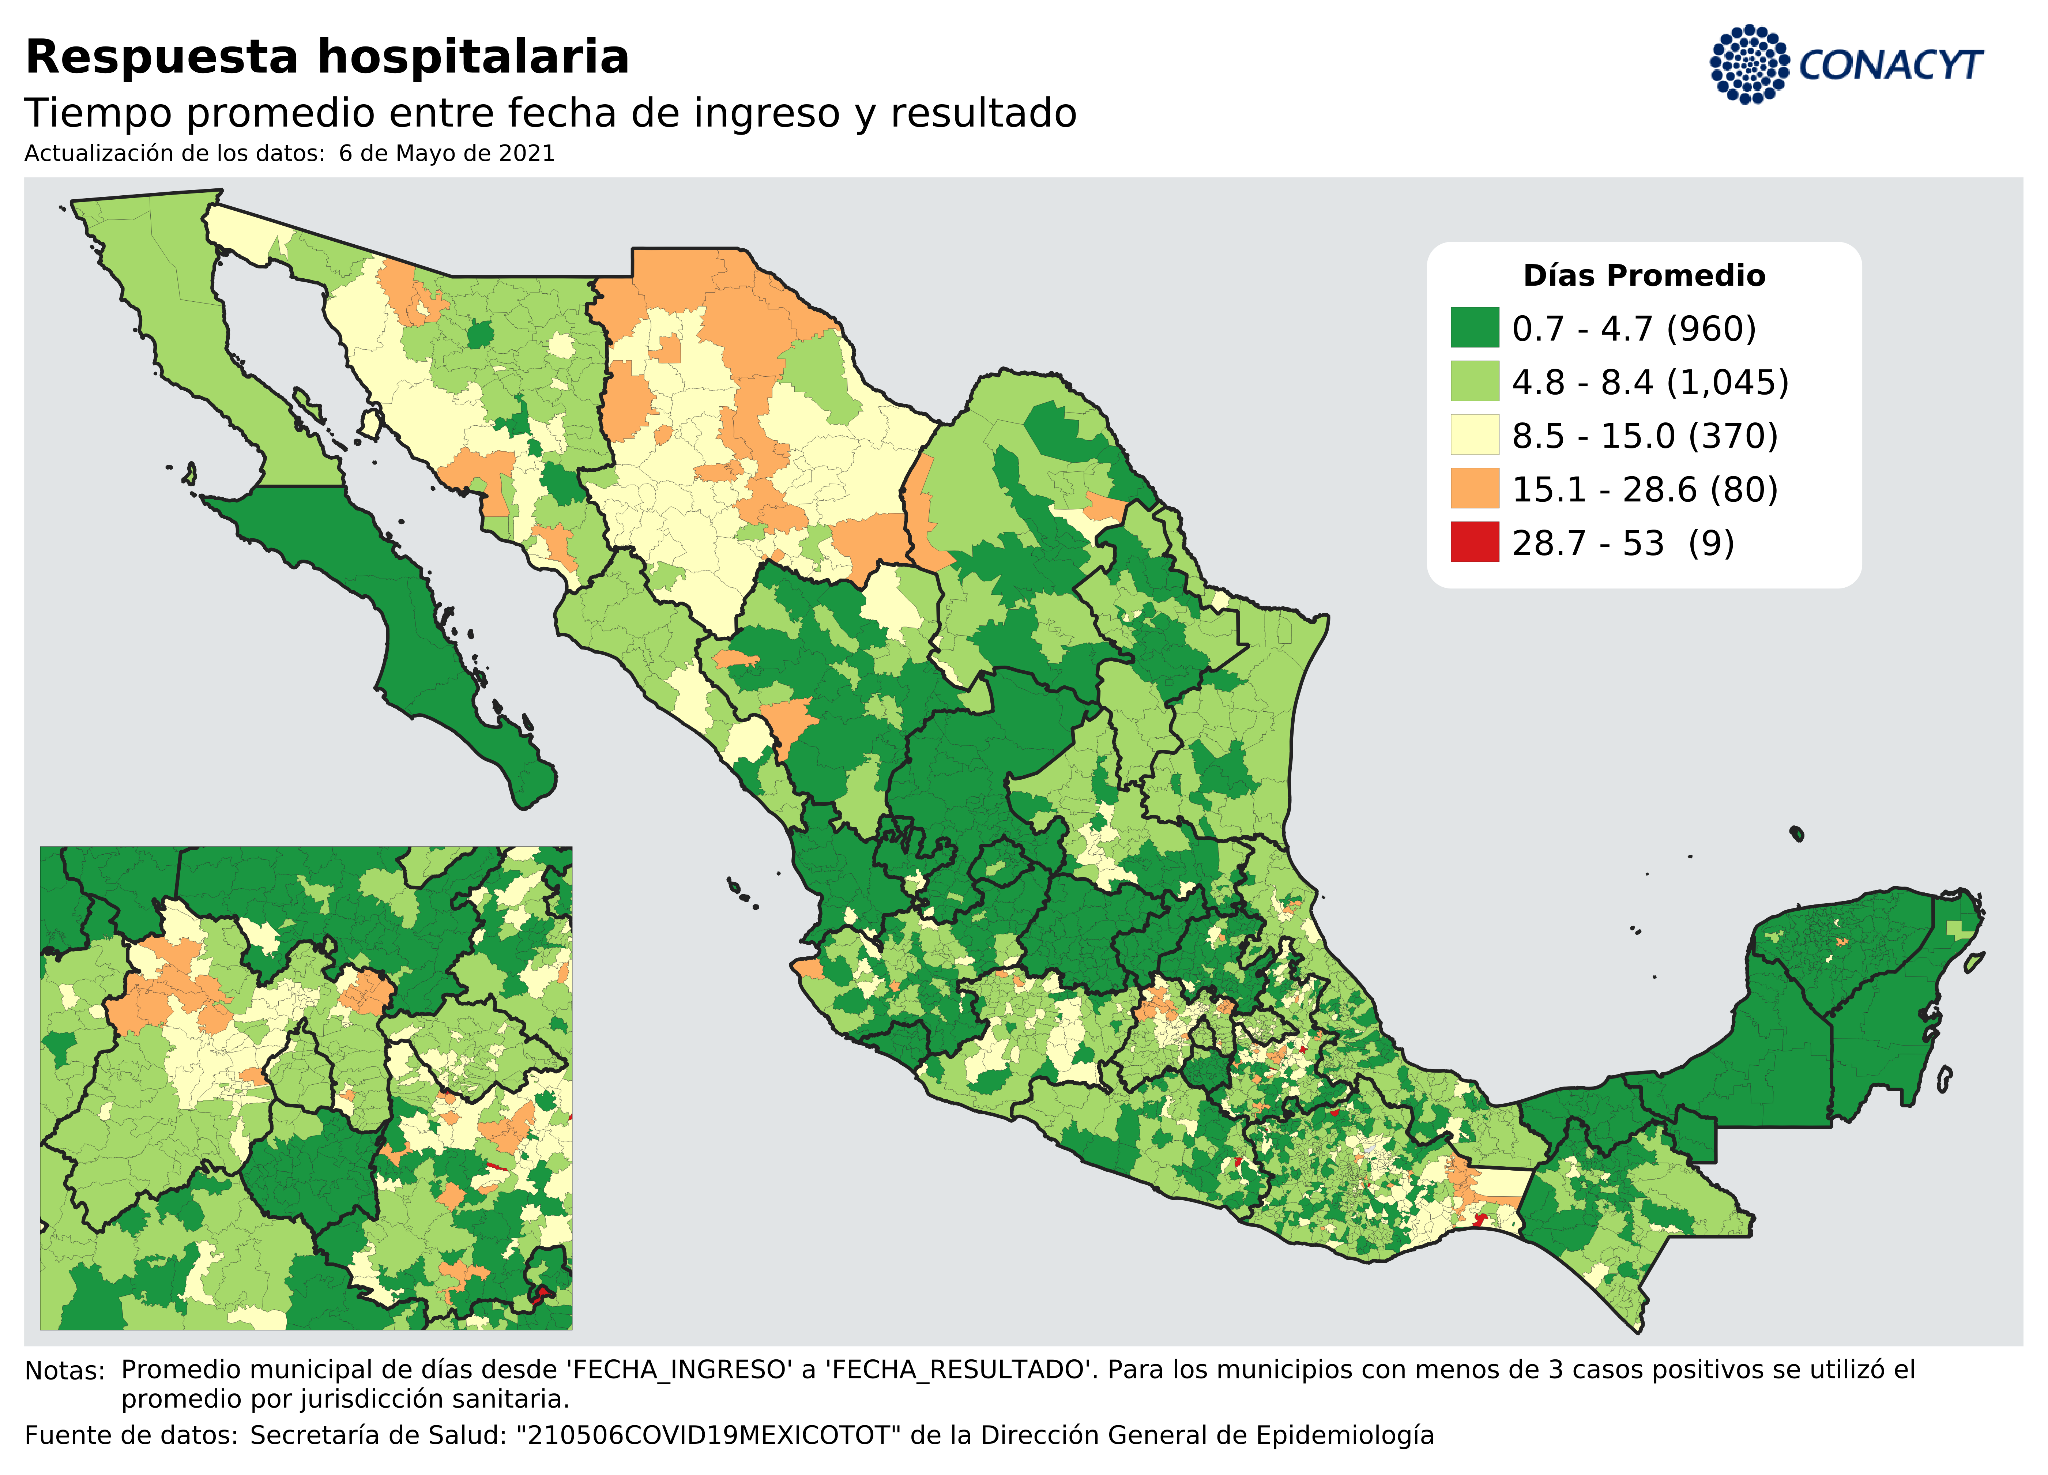 Respuesta hospitalaria
Tiempo promedio entre fecha de ingreso y resultado
Actualización de los datos: 6 de Mayo de 2021
CONACYT
Días Promedio
0.7 - 4.7 (960)
4.8 - 8.4 (1,045)
8.5 - 15.0 (370)
15.1 - 28.6 (80)
28.7 - 53 (9)
Notas: Promedio municipal de días desde 'FECHA_INGRESO' a 'FECHA_RESULTADO'. Para los municipios con menos de 3 casos positivos se utilizó el
promedio por jurisdicción sanitaria.
Fuente de datos: Secretaría de Salud: "210506COVID19MEXICOTOT" de la Dirección General de Epidemiología